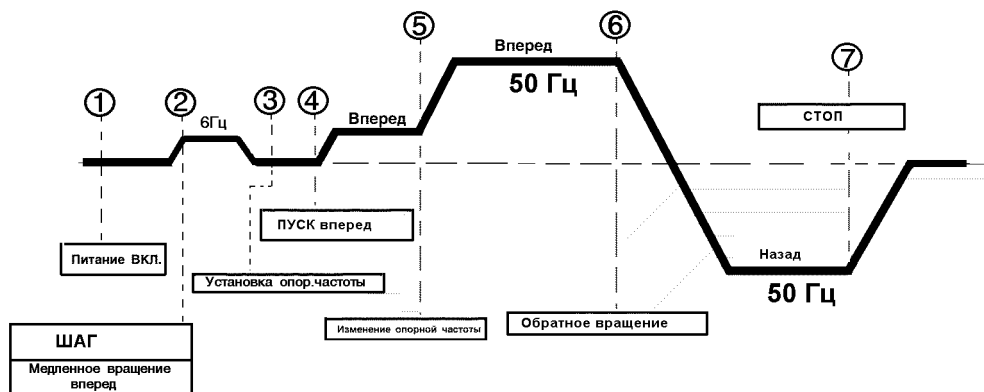 ① ② ③ ④ ⑤ ⑥ ⑦
Вперед
50 Гц
6Гц
Вперед
СТОП
ПУСК вперед
Питание ВКЛ.
Назад
50 Гц
Установка опор.частоты
Изменение опорной частоты
Обратное вращение
ШАГ
Медленное вращение
вперед